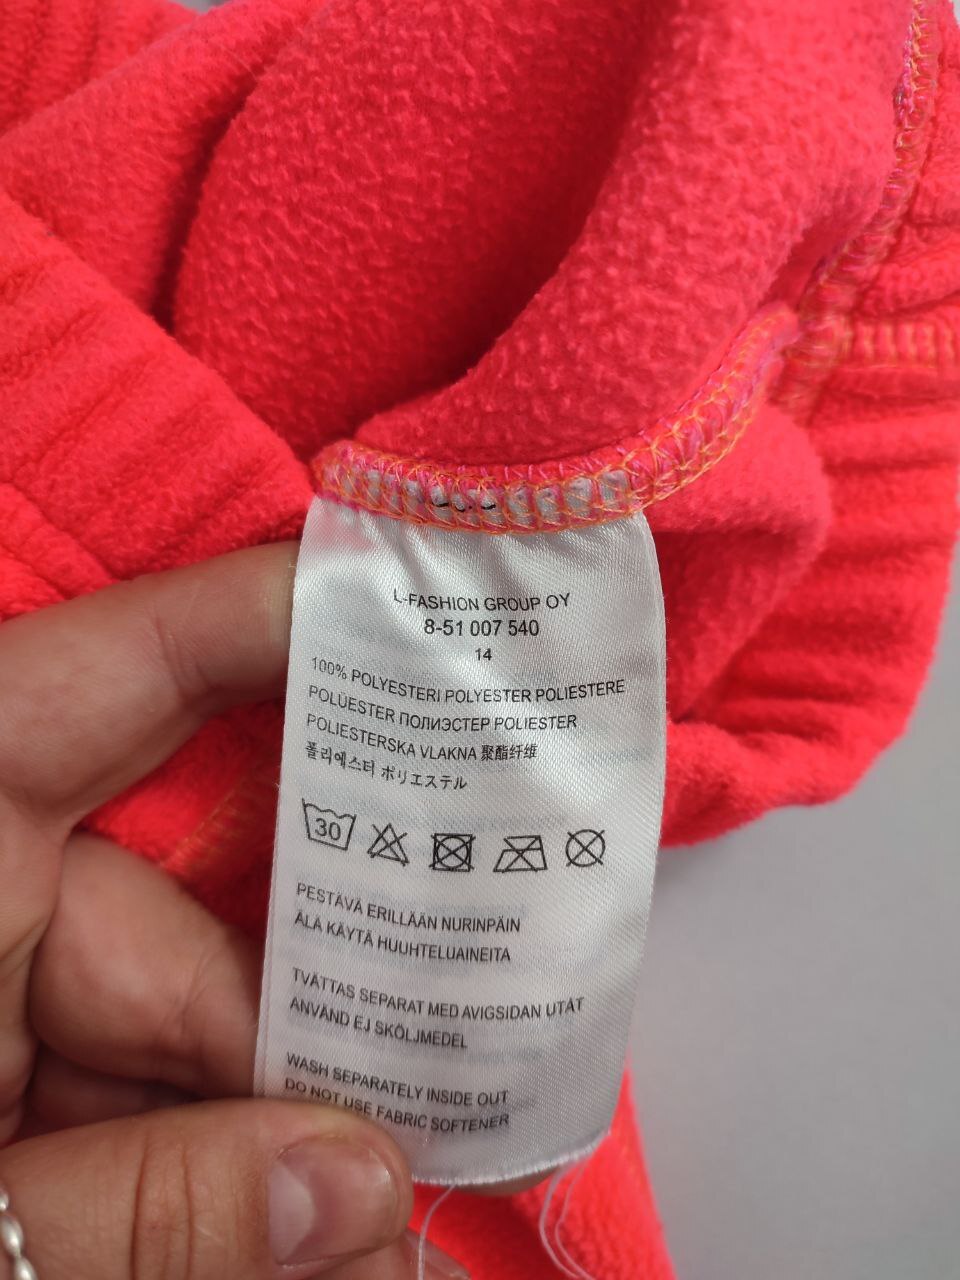 L-FASHION GROUP OY
8-51 007 540
14
100% POLYESTERI POLYESTER POLIESTERE
POLÜESTER ПОЛИЭСТЕР POLIESTER
POLJESTERSKA VLAKNA 聚酯纤维
폴리에스터 ポリエステル
30
PESTÄVÄ ERILLÄÄN NURINPÄIN
ÄLÄ KÄYTÄ HUUHTELUAINEITA
TVÄTTAS SEPARAT MED AVIGSIDAN UTÅT
ANVÄND EJ SKÖLJMEDEL
WASH SEPARATELY INSIDE OUT
DO NOT USE FABRIC SOFTENER